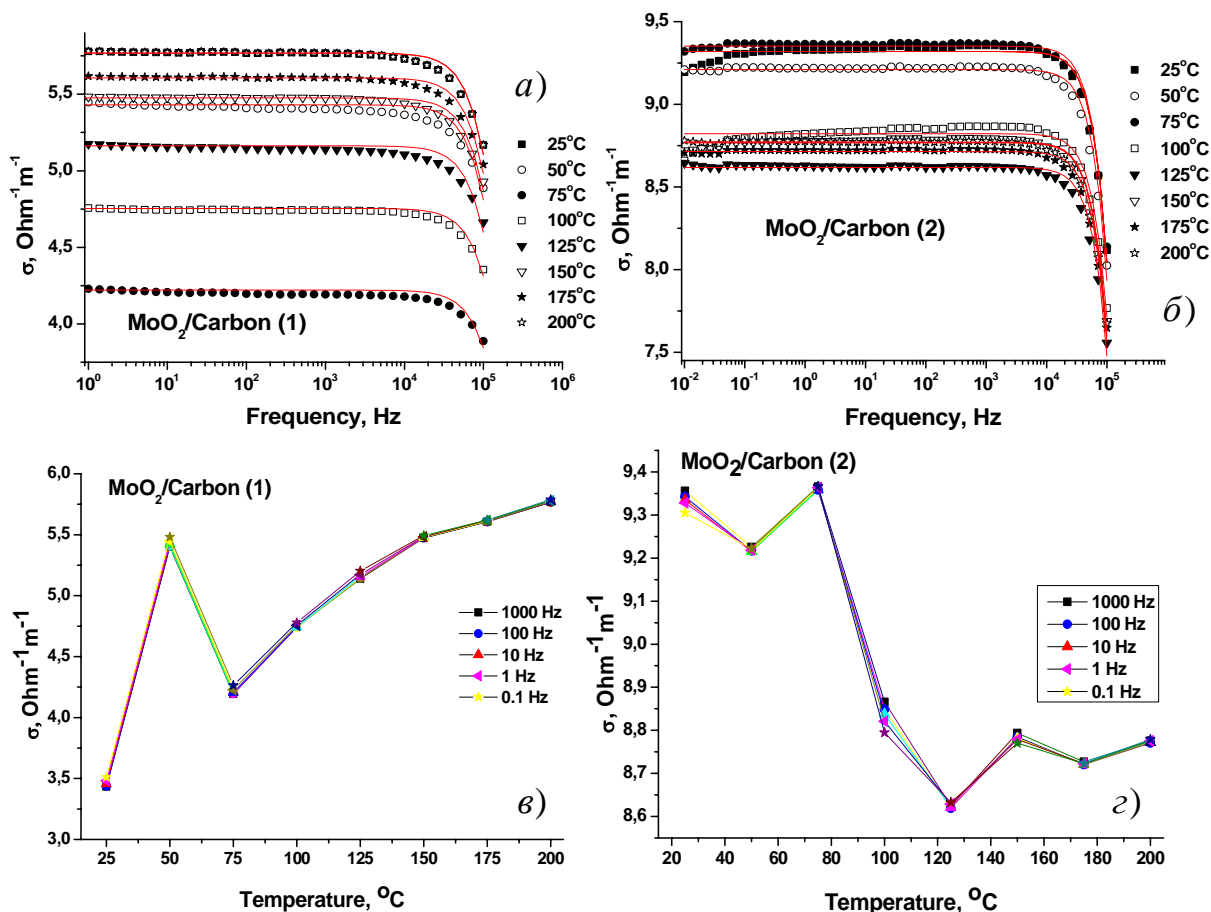 а)
5,5
5,0
4,5
4,0
σ, Ohm⁻¹m⁻¹
25°C
50°C
75°C
100°C
125°C
150°C
175°C
200°C
MoO₂/Carbon (1)
10⁰ 10¹ 10² 10³ 10⁴ 10⁵ 10⁶
Frequency, Hz
б)
9,5
9,0
8,5
8,0
7,5
σ, Ohm⁻¹m⁻¹
25°C
50°C
75°C
100°C
125°C
150°C
175°C
200°C
MoO₂/Carbon (2)
10⁻² 10⁻¹ 10⁰ 10¹ 10² 10³ 10⁴ 10⁵
Frequency, Hz
MoO₂/Carbon (1)
6,0
5,5
5,0
4,5
4,0
3,5
3,0
σ, Ohm⁻¹m⁻¹
1000 Hz
100 Hz
10 Hz
1 Hz
0.1 Hz
в)
25 50 75 100 125 150 175 200
Temperature, °C
MoO₂/Carbon (2)
9,4
9,3
9,2
9,1
9,0
8,9
8,8
8,7
8,6
σ, Ohm⁻¹m⁻¹
1000 Hz
100 Hz
10 Hz
1 Hz
0.1 Hz
г)
20 40 60 80 100 120 140 160 180 200
Temperature, °C